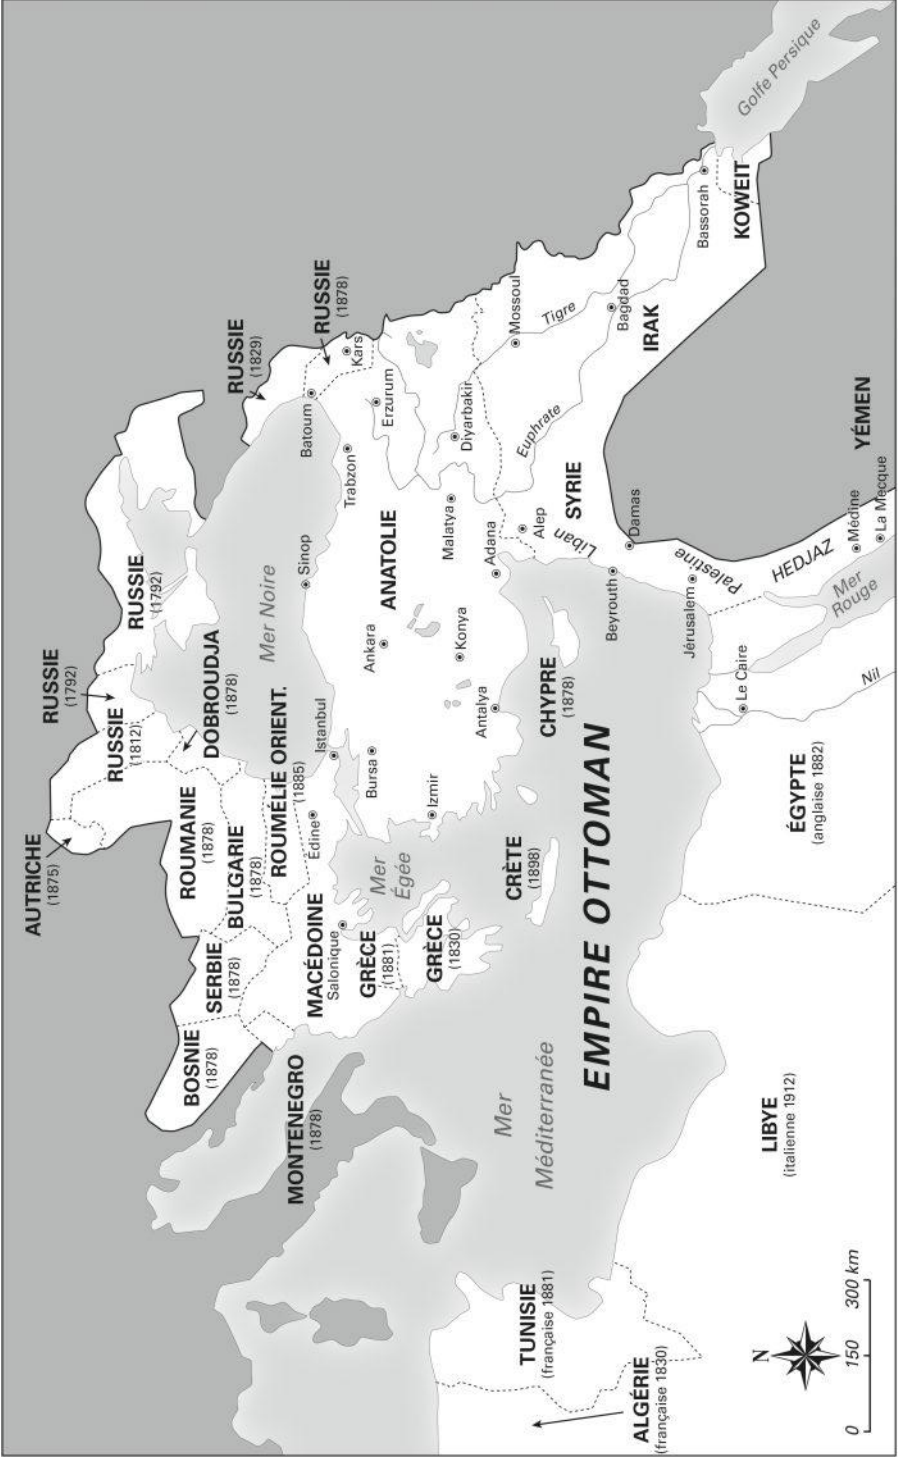 AUTRICHE
(1875)
RUSSIE
(1792)
RUSSIE
(1812)
RUSSIE
(1792)
DOBROUDJA
(1878)
RUSSIE
(1829)
RUSSIE
(1878)
ROUMANIE
(1878)
BOSNIE
(1878)
SERBIE
(1878)
BULGARIE
(1878)
ROUMÉLIE ORIENT.
(1885)
MONTENEGRO
(1878)
MACÉDOINE
Salonique
Edine
Istanbul
Mer Noire
Sinop
Batoum
Kars
Trabzon
Erzurum
GRÈCE
(1881)
GRÈCE
(1830)
Mer
Égée
Bursa
Izmir
Ankara
ANATOLIE
Konya
Antalya
Malatya
Adana
Diyarbakir
Mossoul
Tigre
Euphrate
Bagdad
IRAK
Bassorah
KOWEIT
Golfe Persique
Alep
SYRIE
Liban
Damas
Beyrouth
Palestine
Jérusalem
CHYPRE
(1878)
CRÈTE
(1898)
EMPIRE OTTOMAN
Mer
Méditerranée
HEDJAZ
Médine
La Mecque
YÉMEN
Mer
Rouge
Le Caire
Nil
ÉGYPTE
(anglaise 1882)
LIBYE
(italienne 1912)
TUNISIE
(française 1881)
ALGÉRIE
(française 1830)
N
0 150 300 km